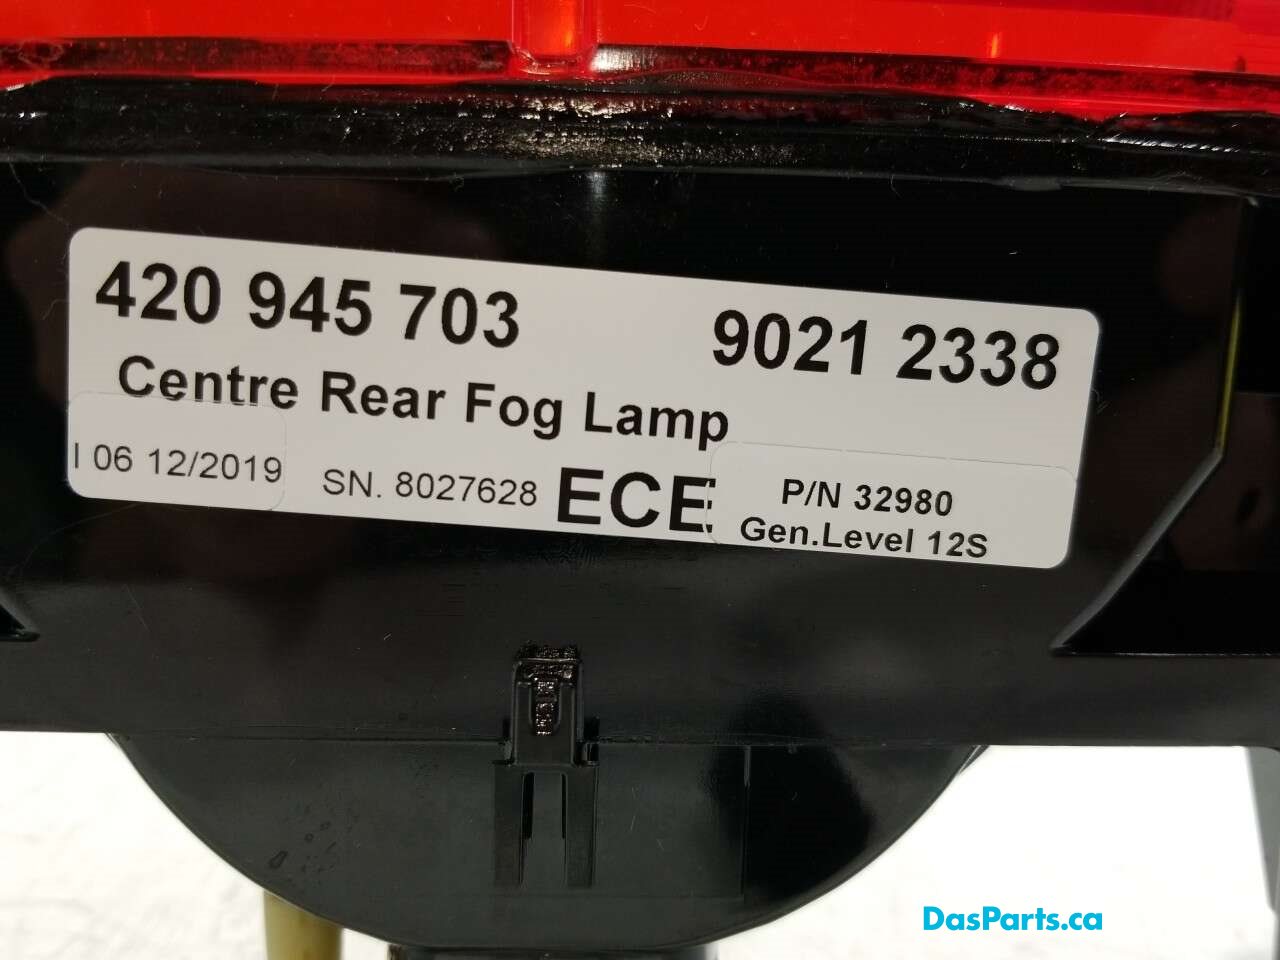 420 945 703 9021 2338
Centre Rear Fog Lamp
I 06 12/2019 SN. 8027628 ECE P/N 32980
Gen.Level 12S
DasParts.ca